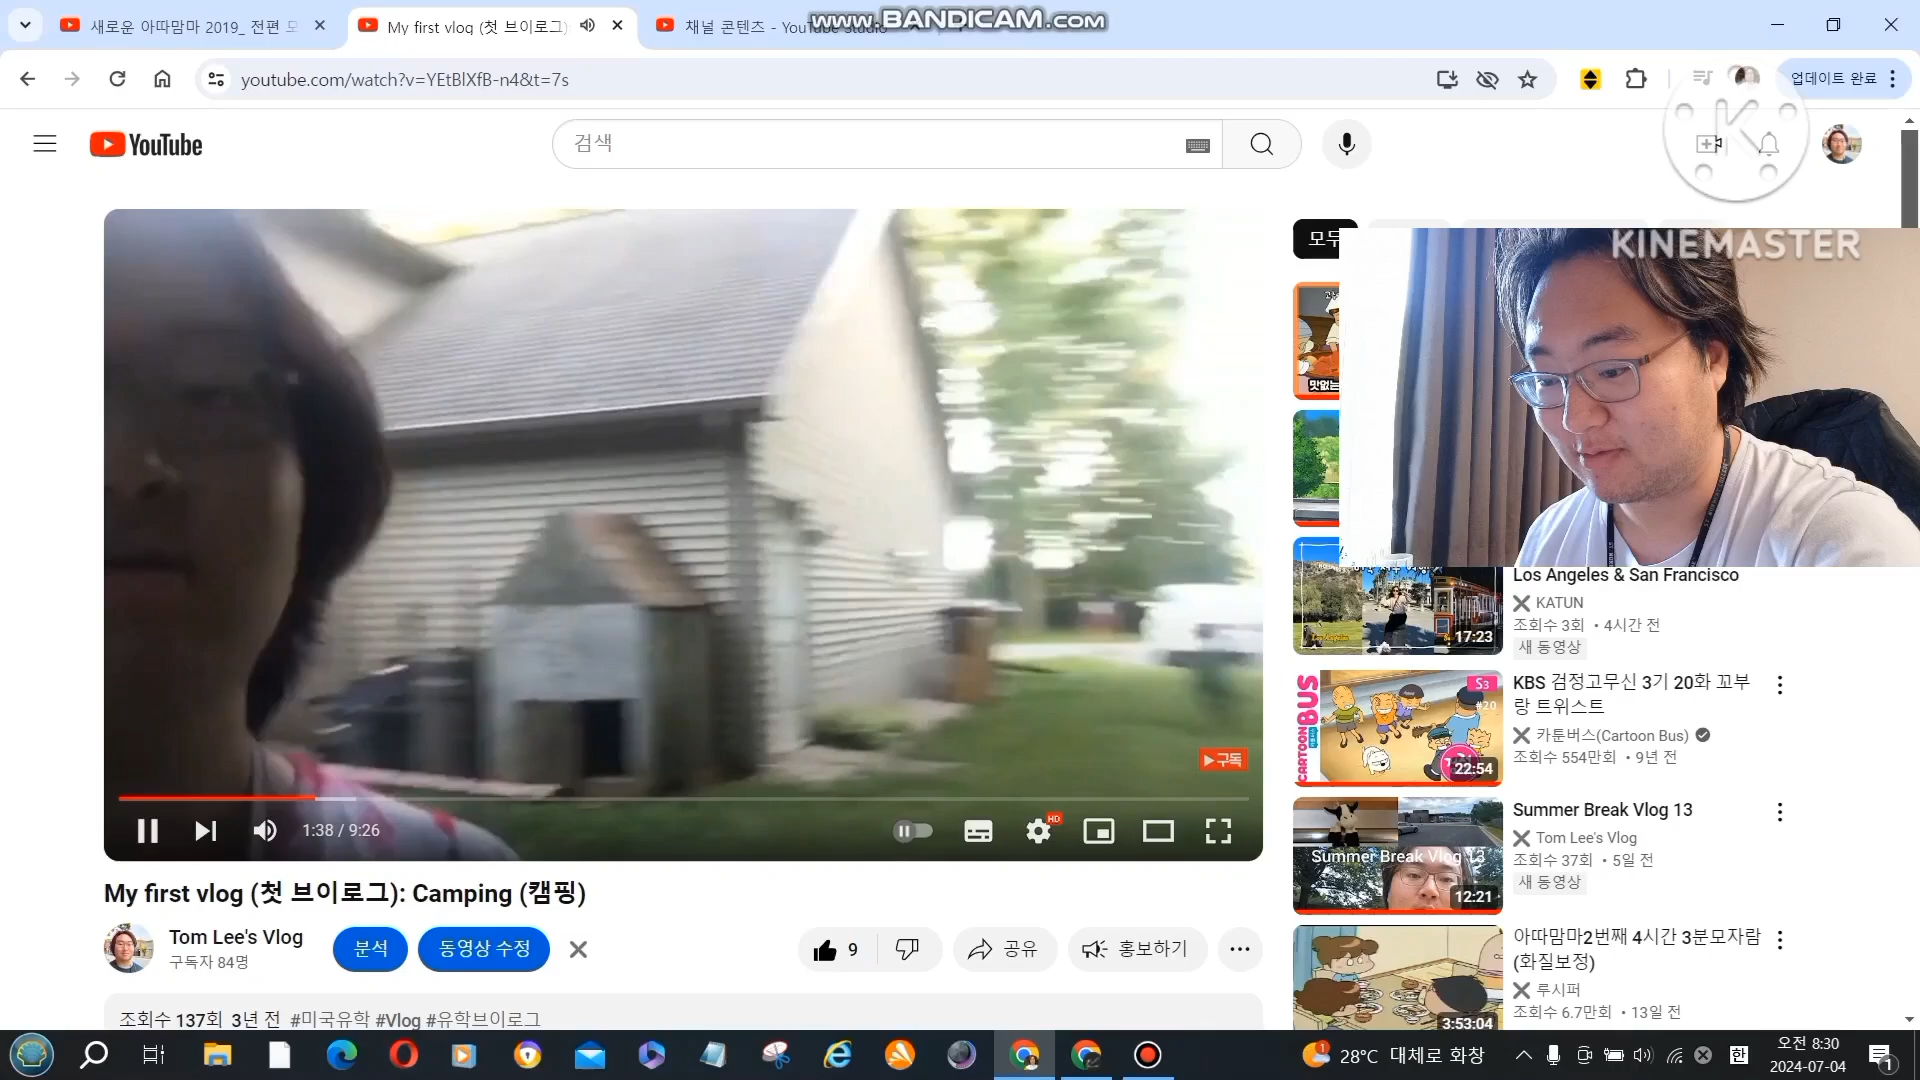 새로운 아따맘마 2019_ 전편 모
My first vlog (첫 브이로그):
채널 콘텐츠 - YouTube Studio
www.BANDICAM.com
youtube.com/watch?v=YEtBlXfB-n4&t=7s
업데이트 완료
YouTube
검색
K
모두
KINEMASTER
맛없는
▶구독
1:38 / 9:26
HD
My first vlog (첫 브이로그): Camping (캠핑)
Tom Lee's Vlog
구독자 84명
분석
동영상 수정
9
공유
홍보하기
조회수 137회 3년 전 #미국유학 #Vlog #유학브이로그
Los Angeles & San Francisco
KATUN
조회수 3회 • 4시간 전
새 동영상
17:23
KBS 검정고무신 3기 20화 꼬부
랑 트위스트
카툰버스(Cartoon Bus)
조회수 554만회 • 9년 전
CARTOONBUS
S3
#20
22:54
Summer Break Vlog 13
Tom Lee's Vlog
조회수 37회 • 5일 전
새 동영상
Summer Break Vlog 13
12:21
아따맘마2번째 4시간 3분모자람
(화질보정)
루시퍼
조회수 6.7만회 • 13일 전
3:53:04
1
28°C 대체로 화창
한
오전 8:30
2024-07-04
1